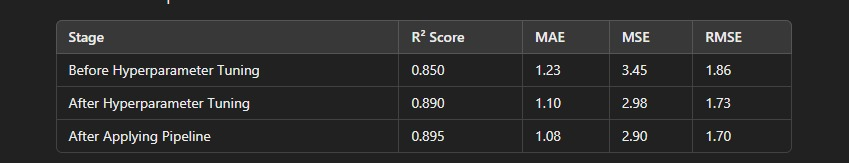 Stage R² Score MAE MSE RMSE
Before Hyperparameter Tuning 0.850 1.23 3.45 1.86
After Hyperparameter Tuning 0.890 1.10 2.98 1.73
After Applying Pipeline 0.895 1.08 2.90 1.70